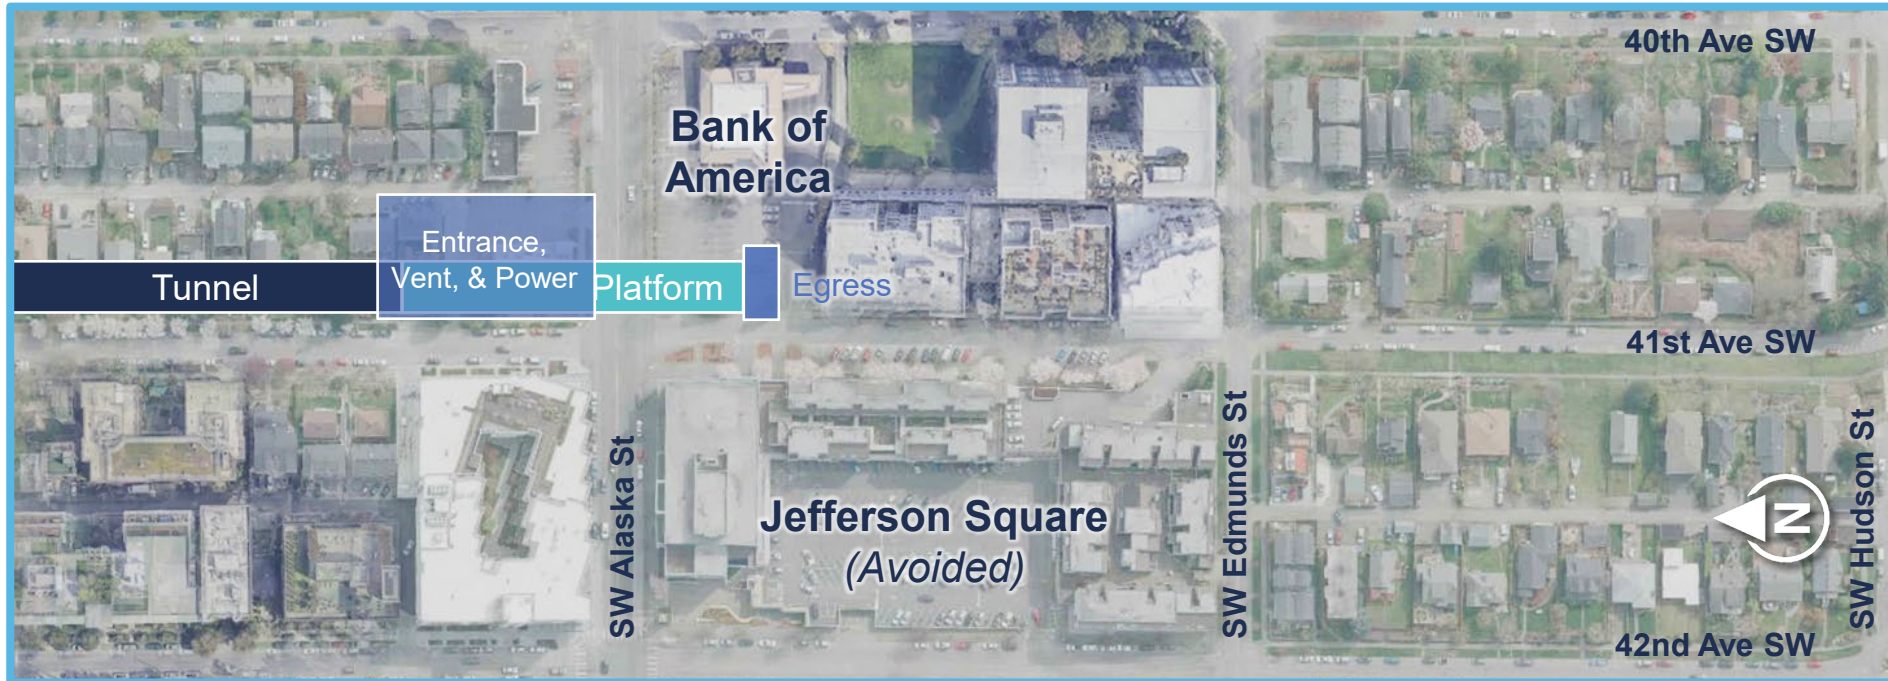 40th Ave SW
Bank of
America
Entrance,
Vent, & Power
Tunnel
Platform
Egress
41st Ave SW
SW Alaska St
Jefferson Square
(Avoided)
SW Edmunds St
N
SW Hudson St
42nd Ave SW